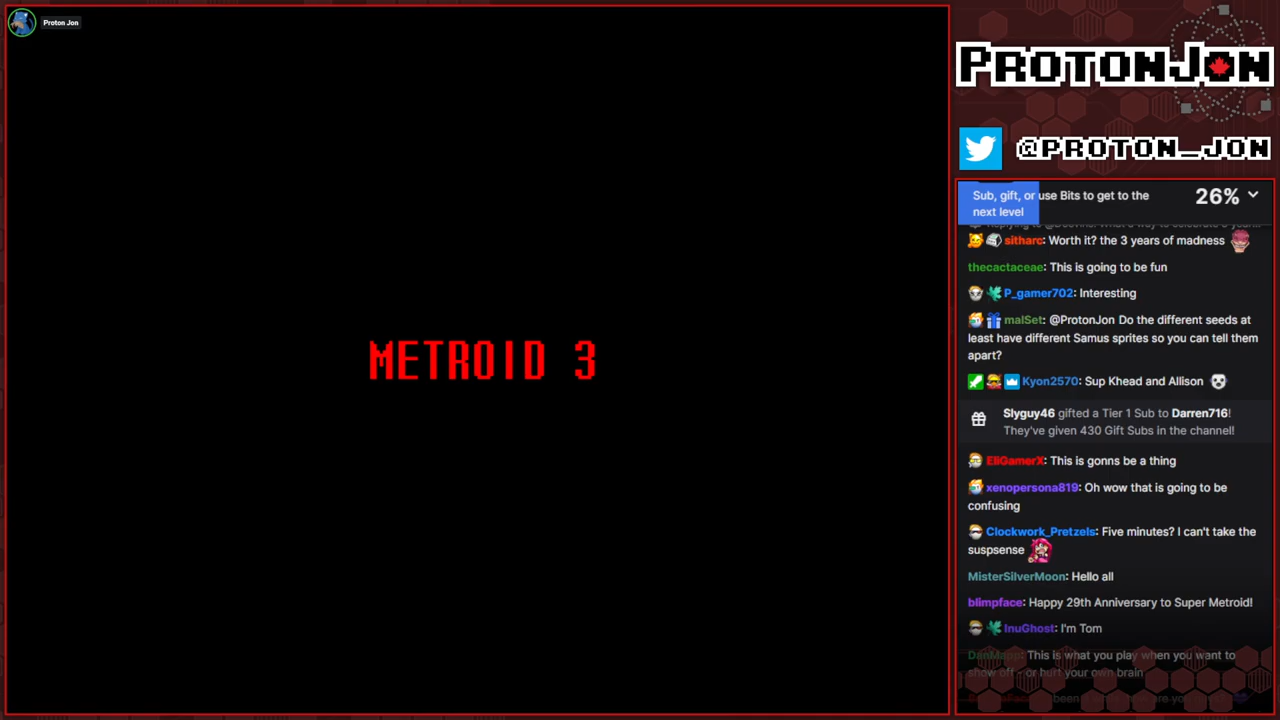 Proton Jon
METROID 3
PROTONJON
@PROTON_JON
Sub, gift, or use Bits to get to the
next level
26%
sitharc: Worth it? the 3 years of madness
thecactaceae: This is going to be fun
P_gamer702: Interesting
malSet: @ProtonJon Do the different seeds at
least have different Samus sprites so you can tell them
apart?
Kyon2570: Sup Khead and Allison
Slyguy46 gifted a Tier 1 Sub to Darren716!
They've given 430 Gift Subs in the channel!
EliGamerX: This is gonns be a thing
xenopersona819: Oh wow that is going to be
confusing
Clockwork_Pretzels: Five minutes? I can't take the
suspsense
MisterSilverMoon: Hello all
blimpface: Happy 29th Anniversary to Super Metroid!
InuGhost: I'm Tom
This is what you play when you want to
show off - or hurt your own brain